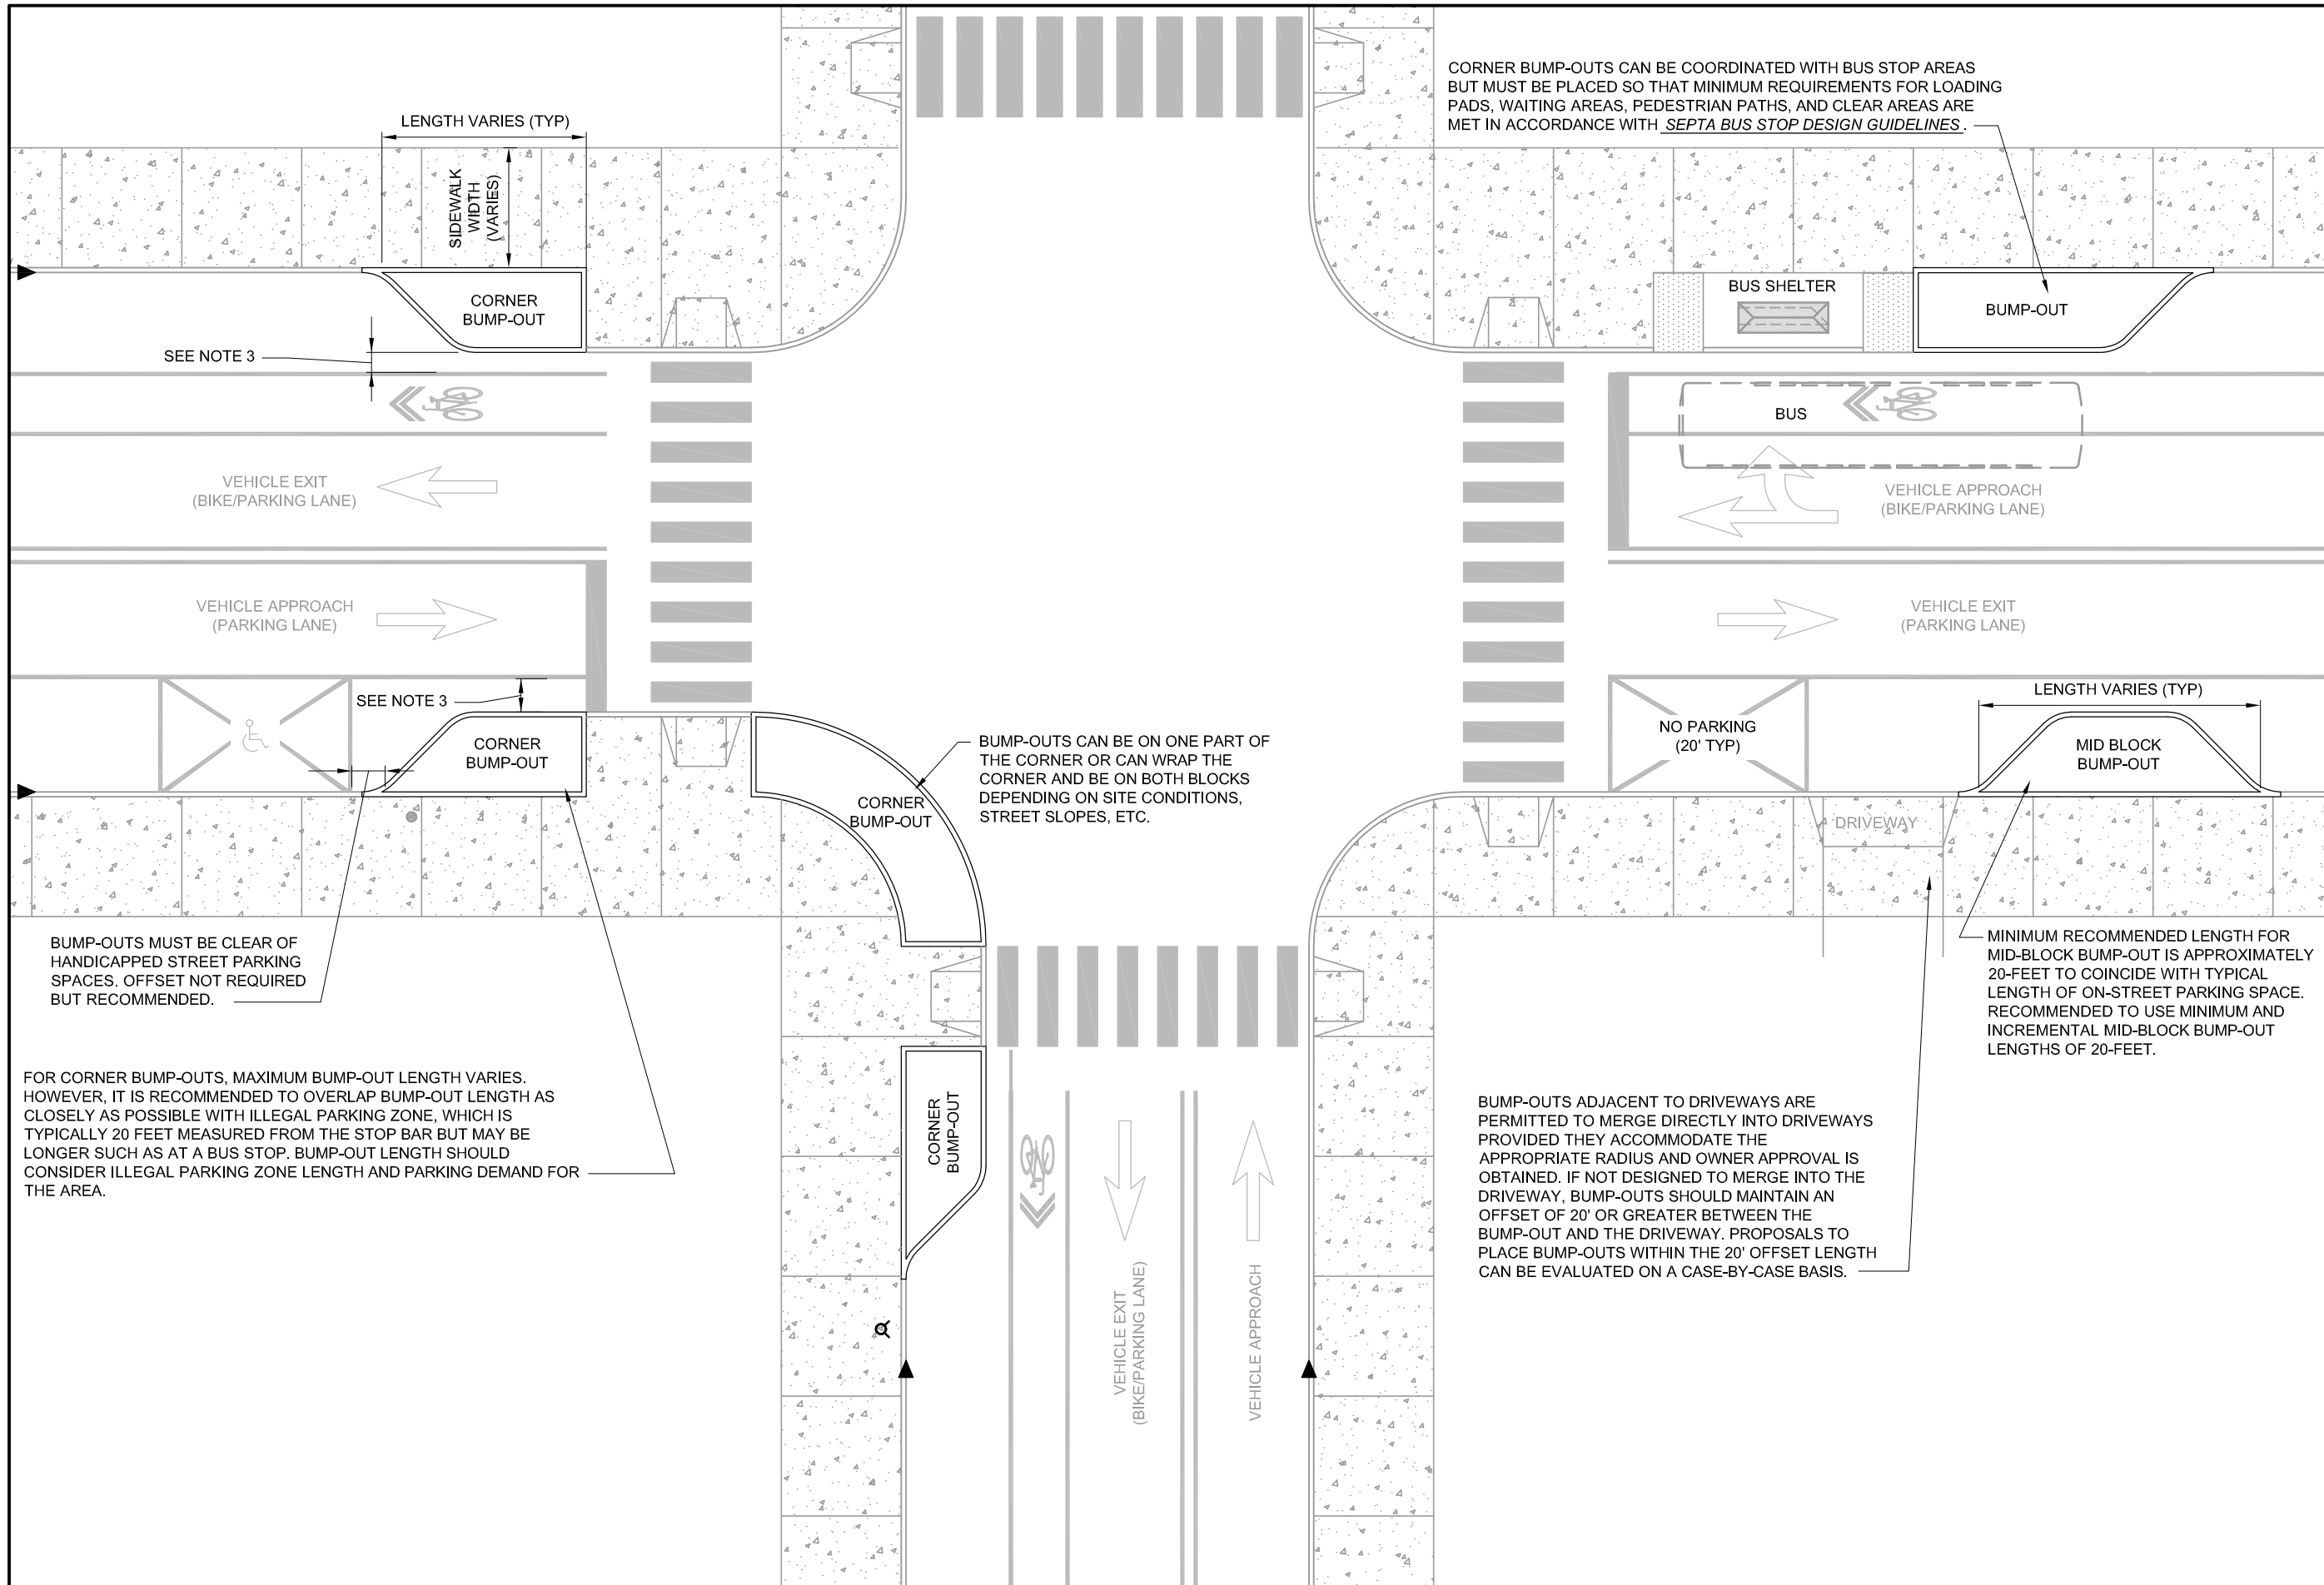 CORNER BUMP-OUTS CAN BE COORDINATED WITH BUS STOP AREAS
BUT MUST BE PLACED SO THAT MINIMUM REQUIREMENTS FOR LOADING
PADS, WAITING AREAS, PEDESTRIAN PATHS, AND CLEAR AREAS ARE
MET IN ACCORDANCE WITH SEPTA BUS STOP DESIGN GUIDELINES.
LENGTH VARIES (TYP)
SIDEWALK
WIDTH
(VARIES)
CORNER
BUMP-OUT
SEE NOTE 3
BUS SHELTER
BUMP-OUT
BUS
VEHICLE EXIT
(BIKE/PARKING LANE)
VEHICLE APPROACH
(BIKE/PARKING LANE)
VEHICLE APPROACH
(PARKING LANE)
VEHICLE EXIT
(PARKING LANE)
SEE NOTE 3
CORNER
BUMP-OUT
CORNER
BUMP-OUT
BUMP-OUTS CAN BE ON ONE PART OF
THE CORNER OR CAN WRAP THE
CORNER AND BE ON BOTH BLOCKS
DEPENDING ON SITE CONDITIONS,
STREET SLOPES, ETC.
NO PARKING
(20' TYP)
LENGTH VARIES (TYP)
MID BLOCK
BUMP-OUT
DRIVEWAY
BUMP-OUTS MUST BE CLEAR OF
HANDICAPPED STREET PARKING
SPACES. OFFSET NOT REQUIRED
BUT RECOMMENDED.
MINIMUM RECOMMENDED LENGTH FOR
MID-BLOCK BUMP-OUT IS APPROXIMATELY
20-FEET TO COINCIDE WITH TYPICAL
LENGTH OF ON-STREET PARKING SPACE.
RECOMMENDED TO USE MINIMUM AND
INCREMENTAL MID-BLOCK BUMP-OUT
LENGTHS OF 20-FEET.
FOR CORNER BUMP-OUTS, MAXIMUM BUMP-OUT LENGTH VARIES.
HOWEVER, IT IS RECOMMENDED TO OVERLAP BUMP-OUT LENGTH AS
CLOSELY AS POSSIBLE WITH ILLEGAL PARKING ZONE, WHICH IS
TYPICALLY 20 FEET MEASURED FROM THE STOP BAR BUT MAY BE
LONGER SUCH AS AT A BUS STOP. BUMP-OUT LENGTH SHOULD
CONSIDER ILLEGAL PARKING ZONE LENGTH AND PARKING DEMAND FOR
THE AREA.
CORNER
BUMP-OUT
BUMP-OUTS ADJACENT TO DRIVEWAYS ARE
PERMITTED TO MERGE DIRECTLY INTO DRIVEWAYS
PROVIDED THEY ACCOMMODATE THE
APPROPRIATE RADIUS AND OWNER APPROVAL IS
OBTAINED. IF NOT DESIGNED TO MERGE INTO THE
DRIVEWAY, BUMP-OUTS SHOULD MAINTAIN AN
OFFSET OF 20' OR GREATER BETWEEN THE
BUMP-OUT AND THE DRIVEWAY. PROPOSALS TO
PLACE BUMP-OUTS WITHIN THE 20' OFFSET LENGTH
CAN BE EVALUATED ON A CASE-BY-CASE BASIS.
VEHICLE EXIT
(BIKE/PARKING LANE)
VEHICLE APPROACH